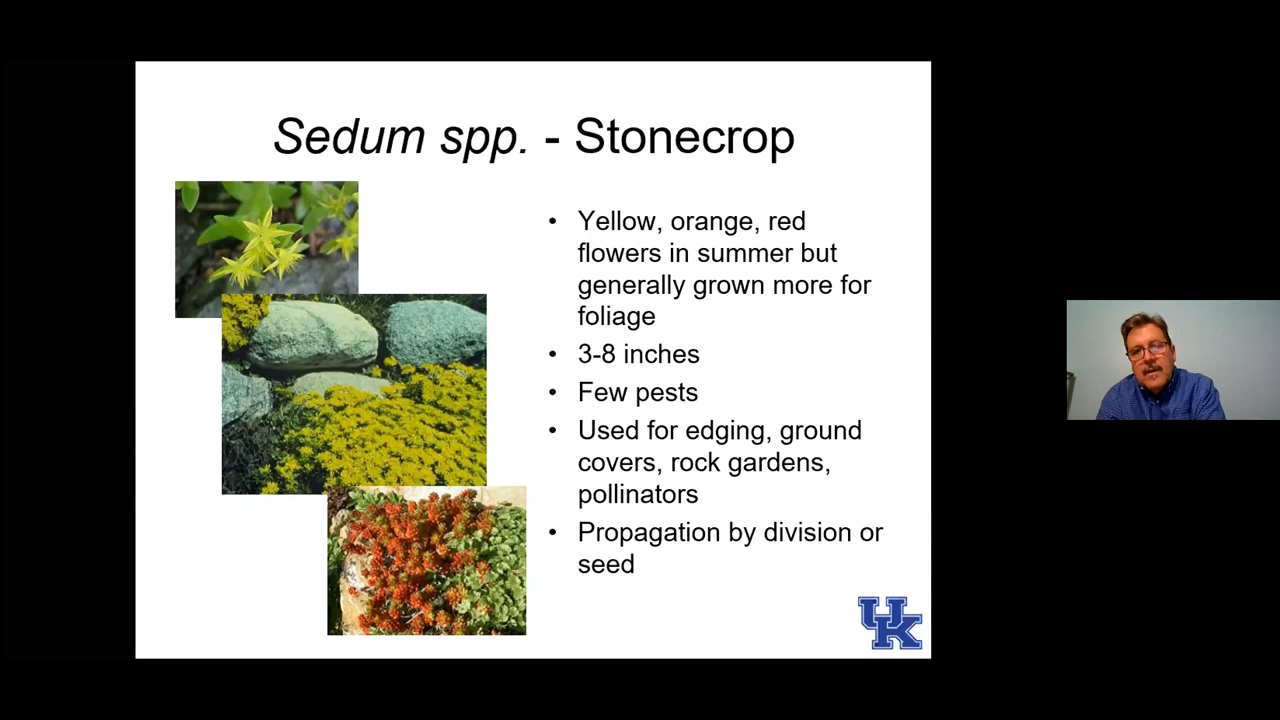 Sedum spp. - Stonecrop
• Yellow, orange, red
flowers in summer but
generally grown more for
foliage
• 3-8 inches
• Few pests
• Used for edging, ground
covers, rock gardens,
pollinators
• Propagation by division or
seed
UK